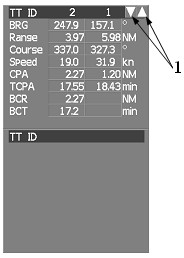 TT ID 2 1
BRG 247.9 157.1 °
Ranse 3.97 5.98 NM
Course 337.0 327.3 °
Speed 19.0 31.9 kn
CPA 2.27 1.20 NM
TCPA 17.55 18.43 min
BCR 2.27 NM
BCT 17.2 min
TT ID
1